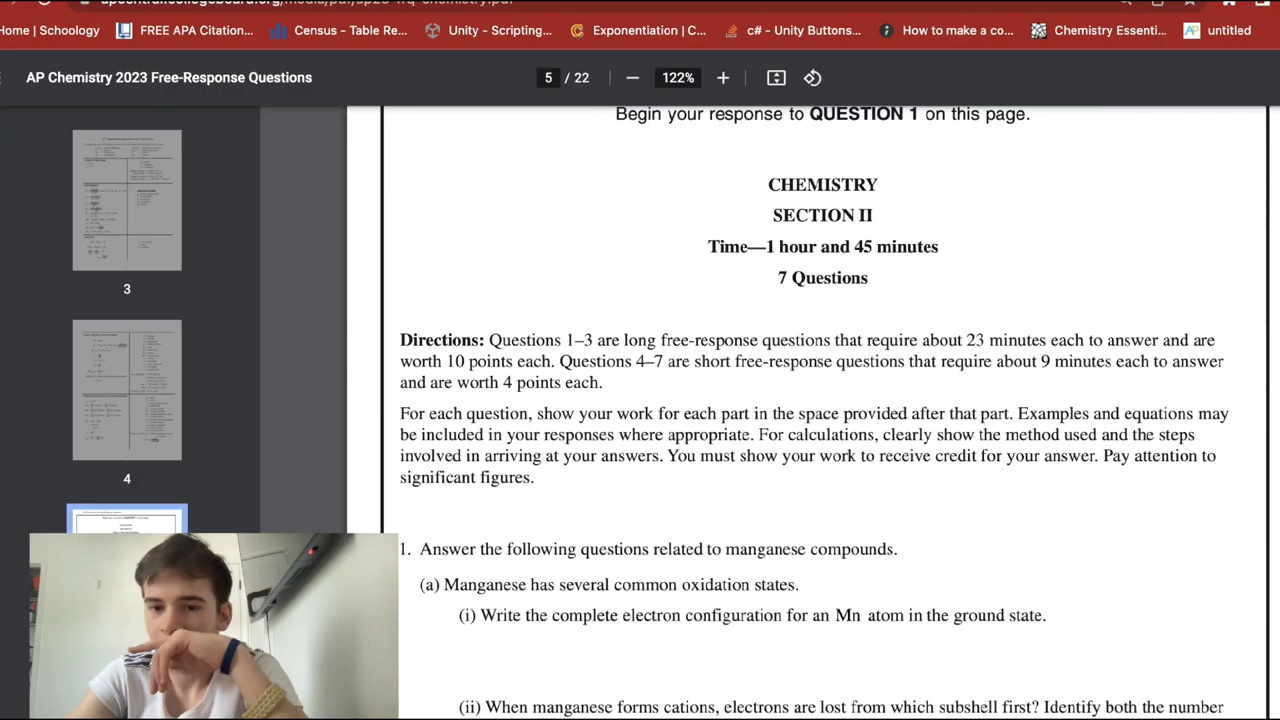 Home | Schoology FREE APA Citation... Census - Table Re... Unity - Scripting... Exponentiation | C... c# - Unity Buttons... How to make a co... Chemistry Essenti... AP untitled
AP Chemistry 2023 Free-Response Questions 5 / 22 122%
3
4
Begin your response to QUESTION 1 on this page.
CHEMISTRY
SECTION II
Time—1 hour and 45 minutes
7 Questions
Directions: Questions 1–3 are long free-response questions that require about 23 minutes each to answer and are
worth 10 points each. Questions 4–7 are short free-response questions that require about 9 minutes each to answer
and are worth 4 points each.
For each question, show your work for each part in the space provided after that part. Examples and equations may
be included in your responses where appropriate. For calculations, clearly show the method used and the steps
involved in arriving at your answers. You must show your work to receive credit for your answer. Pay attention to
significant figures.
1. Answer the following questions related to manganese compounds.
(a) Manganese has several common oxidation states.
(i) Write the complete electron configuration for an Mn atom in the ground state.
(ii) When manganese forms cations, electrons are lost from which subshell first? Identify both the number